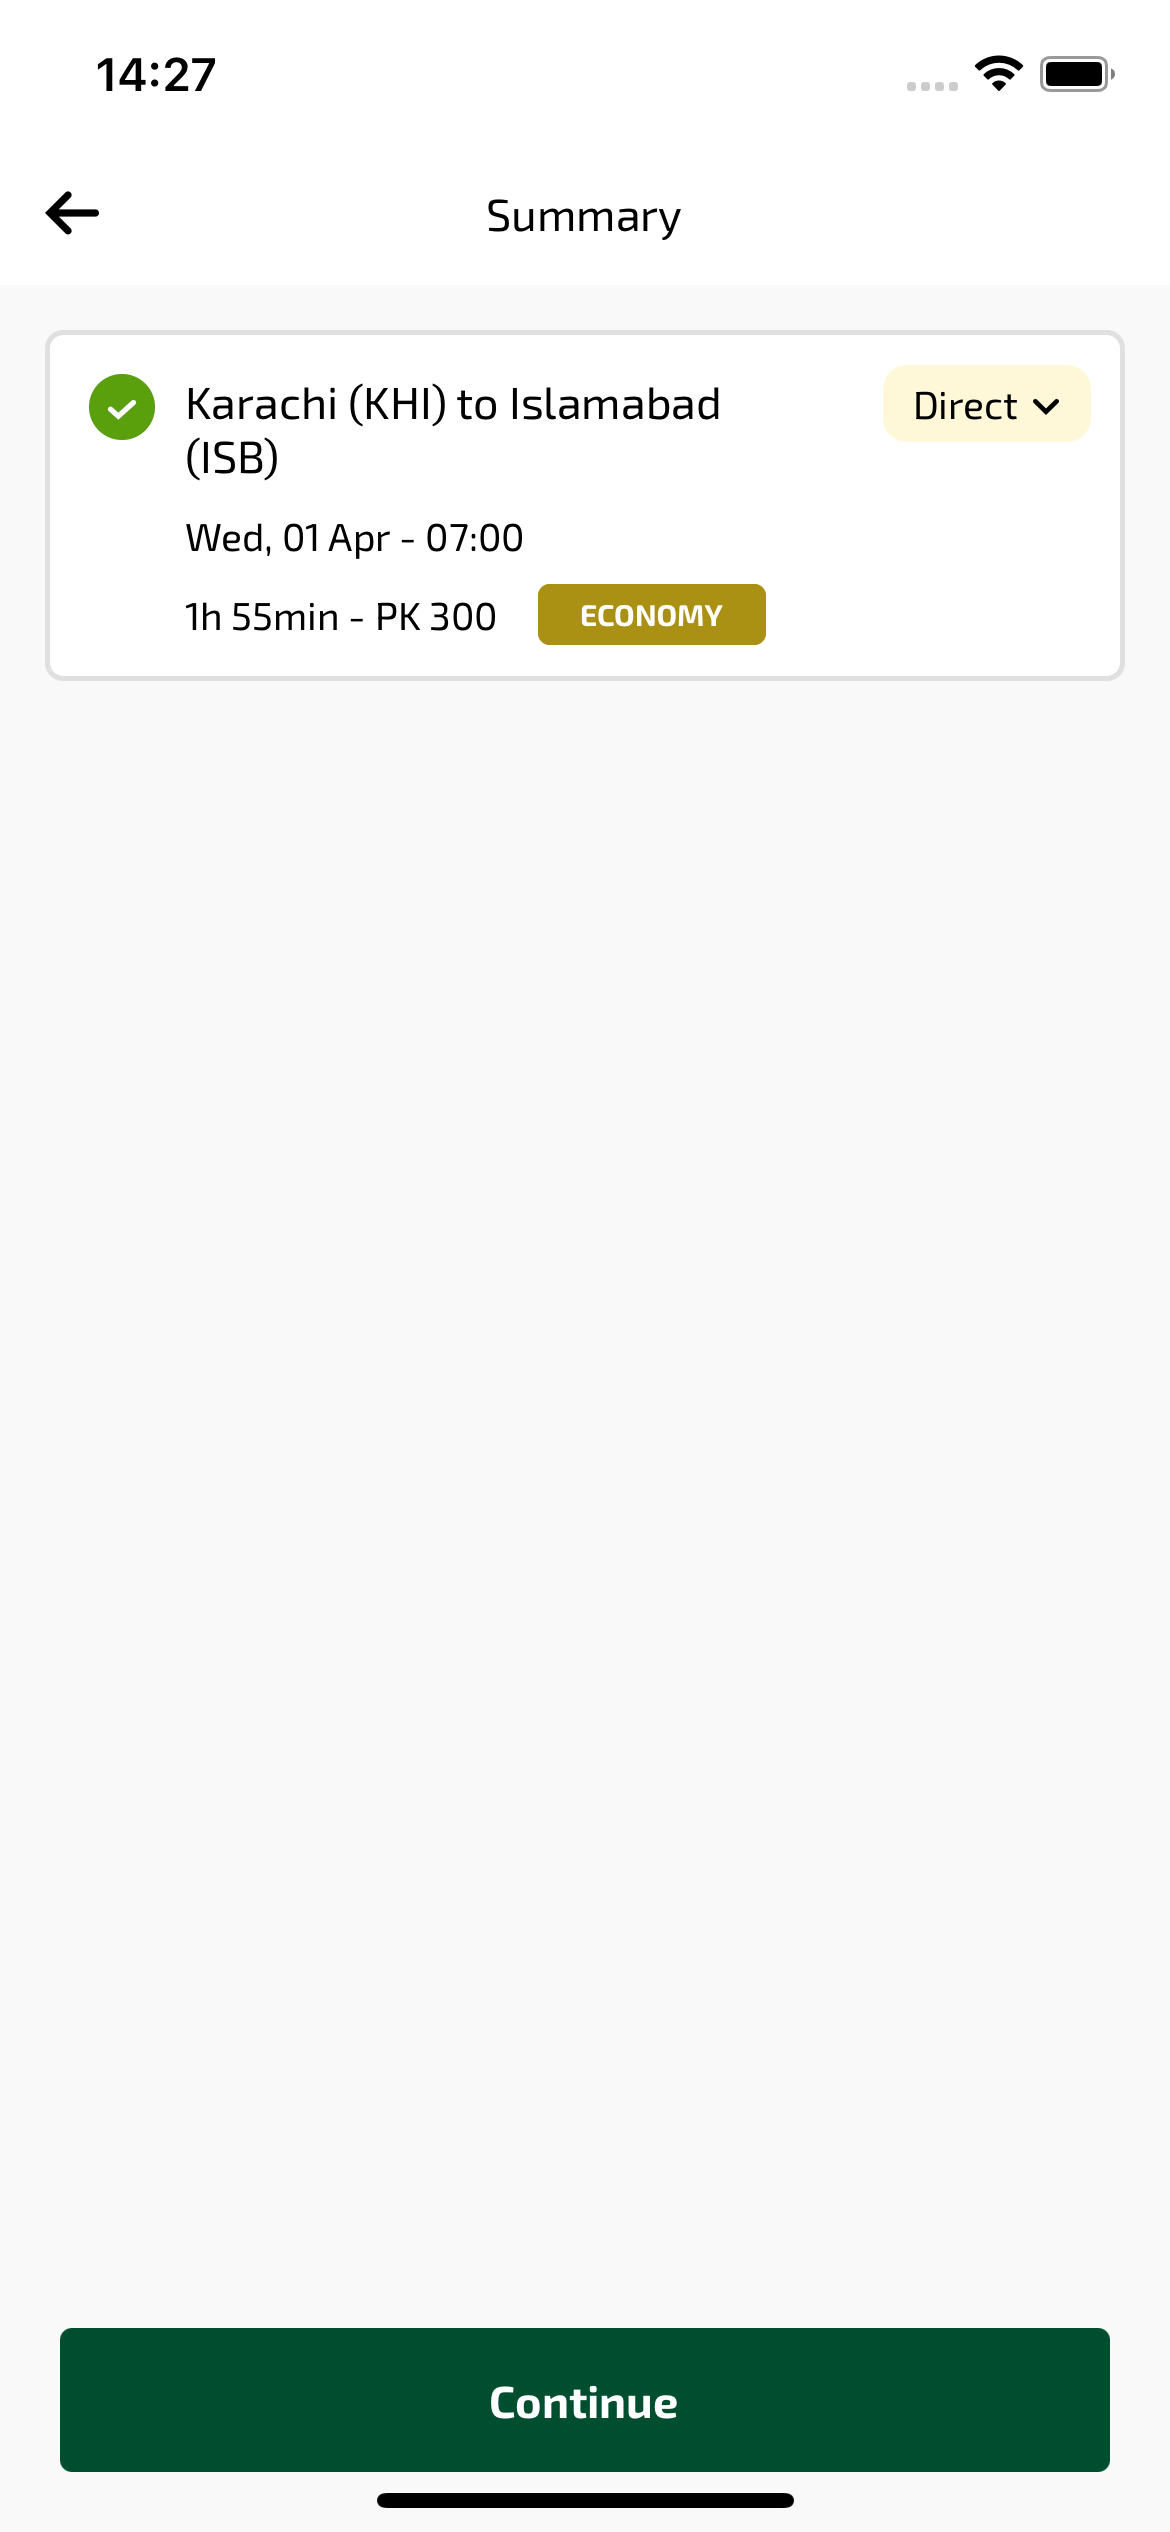 14:27
Summary
Karachi (KHI) to Islamabad
(ISB)
Direct
Wed, 01 Apr - 07:00
1h 55min - PK 300
ECONOMY
Continue